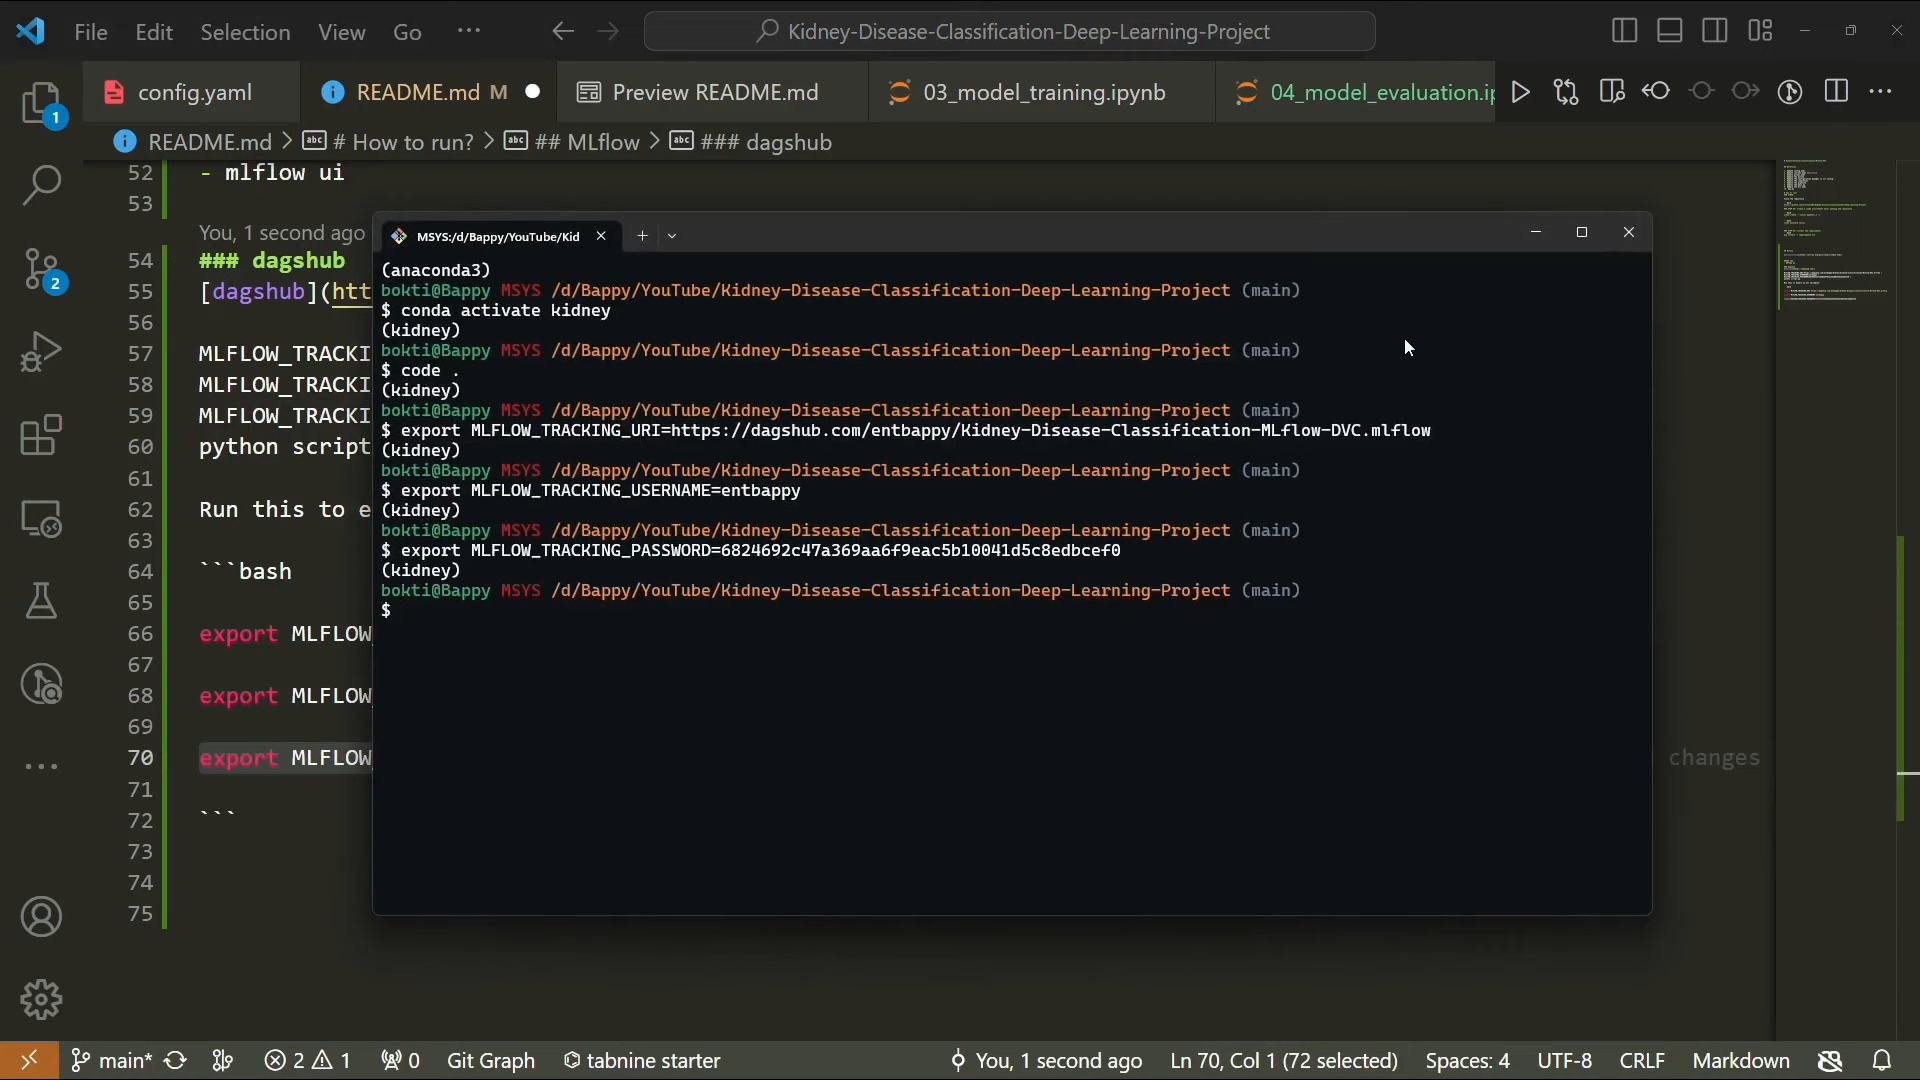 File Edit Selection View Go ··· Kidney-Disease-Classification-Deep-Learning-Project
config.yaml README.md M Preview README.md 03_model_training.ipynb 04_model_evaluation.ip
README.md > # How to run? > ## MLflow > ### dagshub
52 - mlflow ui
53
You, 1 second ago
54 ### dagshub
55 [dagshub](htt
56
57 MLFLOW_TRACKI
58 MLFLOW_TRACKI
59 MLFLOW_TRACKI
60 python script
61
62 Run this to e
63
64 ```bash
65
66 export MLFLOW
67
68 export MLFLOW
69
70 export MLFLOW changes
71
72 ```
73
74
75
1
2
MSYS:/d/Bappy/YouTube/Kid
(anaconda3)
bokti@Bappy MSYS /d/Bappy/YouTube/Kidney-Disease-Classification-Deep-Learning-Project (main)
$ conda activate kidney
(kidney)
bokti@Bappy MSYS /d/Bappy/YouTube/Kidney-Disease-Classification-Deep-Learning-Project (main)
$ code .
(kidney)
bokti@Bappy MSYS /d/Bappy/YouTube/Kidney-Disease-Classification-Deep-Learning-Project (main)
$ export MLFLOW_TRACKING_URI=https://dagshub.com/entbappy/Kidney-Disease-Classification-MLflow-DVC.mlflow
(kidney)
bokti@Bappy MSYS /d/Bappy/YouTube/Kidney-Disease-Classification-Deep-Learning-Project (main)
$ export MLFLOW_TRACKING_USERNAME=entbappy
(kidney)
bokti@Bappy MSYS /d/Bappy/YouTube/Kidney-Disease-Classification-Deep-Learning-Project (main)
$ export MLFLOW_TRACKING_PASSWORD=6824692c47a369aa6f9eac5b10041d5c8edbcef0
(kidney)
bokti@Bappy MSYS /d/Bappy/YouTube/Kidney-Disease-Classification-Deep-Learning-Project (main)
$
main* 2 1 0 Git Graph tabnine starter You, 1 second ago Ln 70, Col 1 (72 selected) Spaces: 4 UTF-8 CRLF Markdown